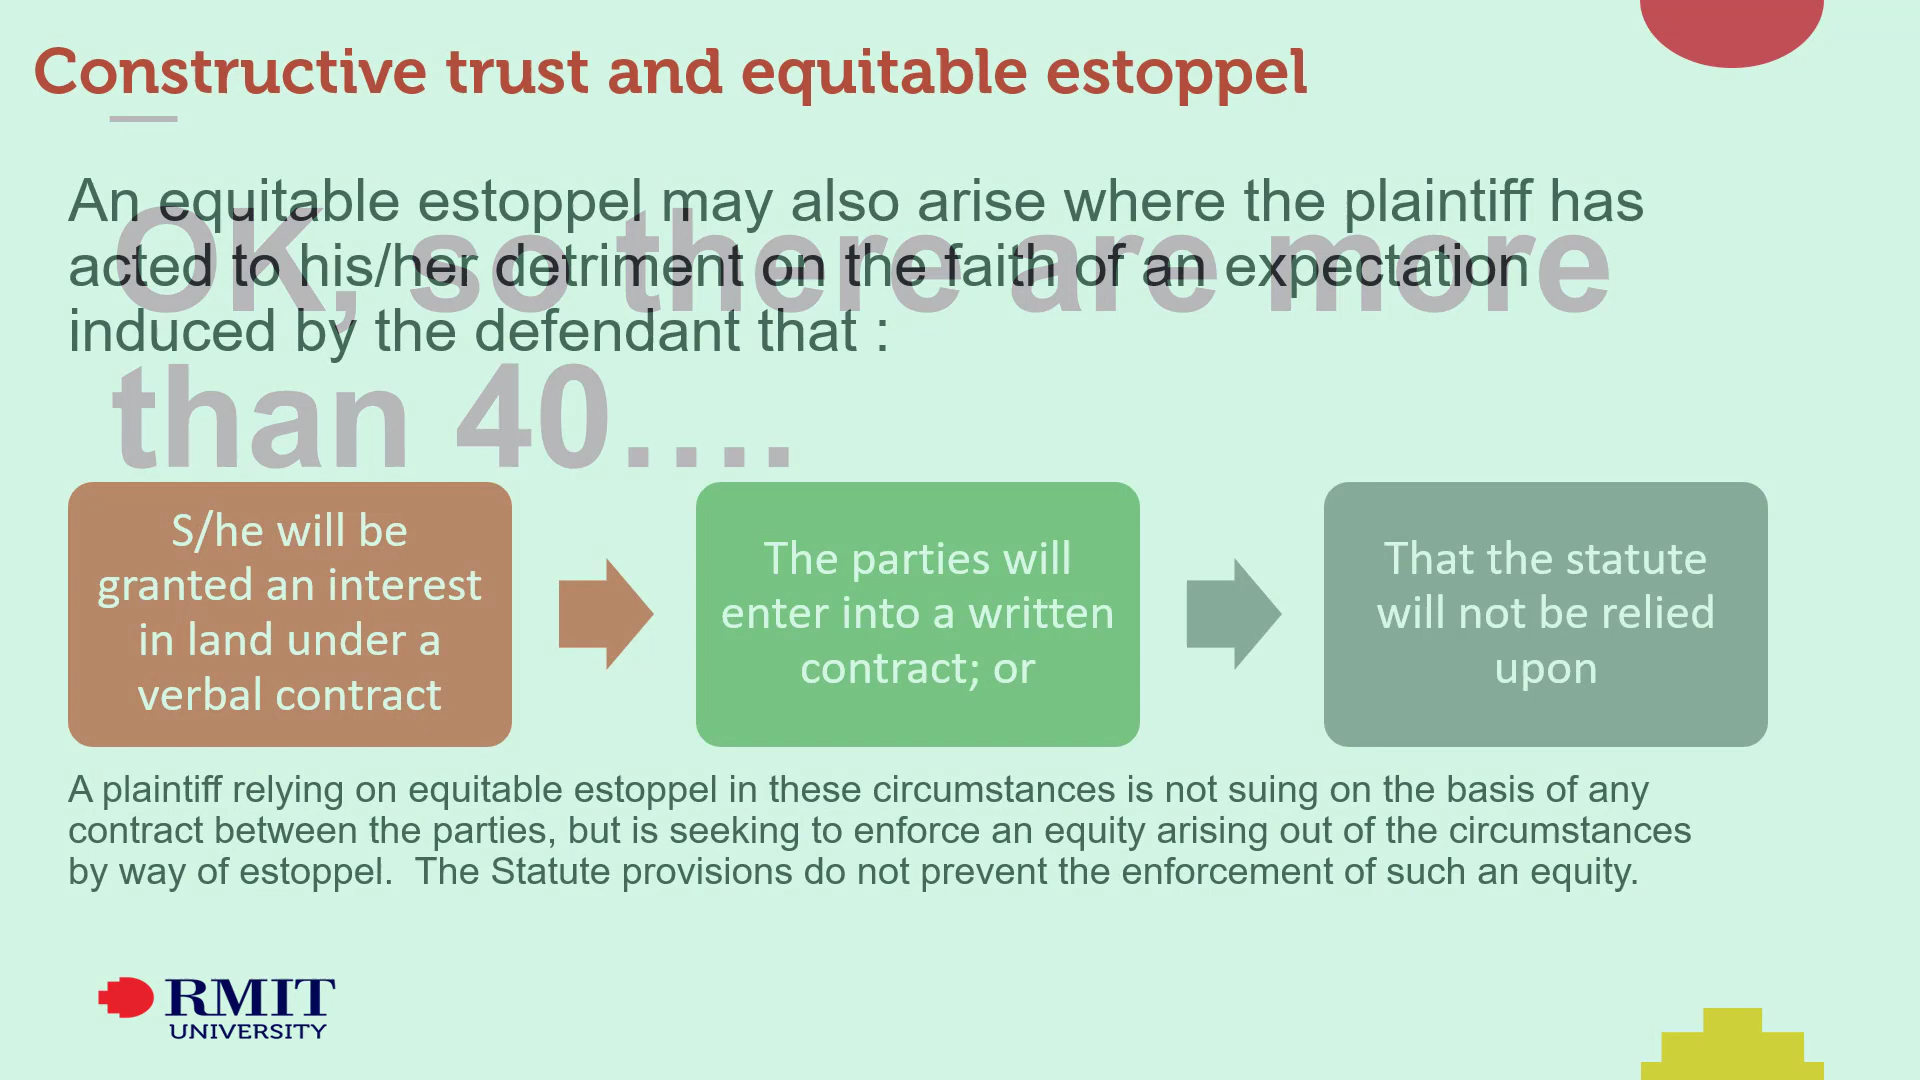 Constructive trust and equitable estoppel
An equitable estoppel may also arise where the plaintiff has
acted to his/her detriment on the faith of an expectation
induced by the defendant that :
OK, so there are more
than 40....
S/he will be
granted an interest
in land under a
verbal contract
The parties will
enter into a written
contract; or
That the statute
will not be relied
upon
A plaintiff relying on equitable estoppel in these circumstances is not suing on the basis of any
contract between the parties, but is seeking to enforce an equity arising out of the circumstances
by way of estoppel.  The Statute provisions do not prevent the enforcement of such an equity.
RMIT
UNIVERSITY